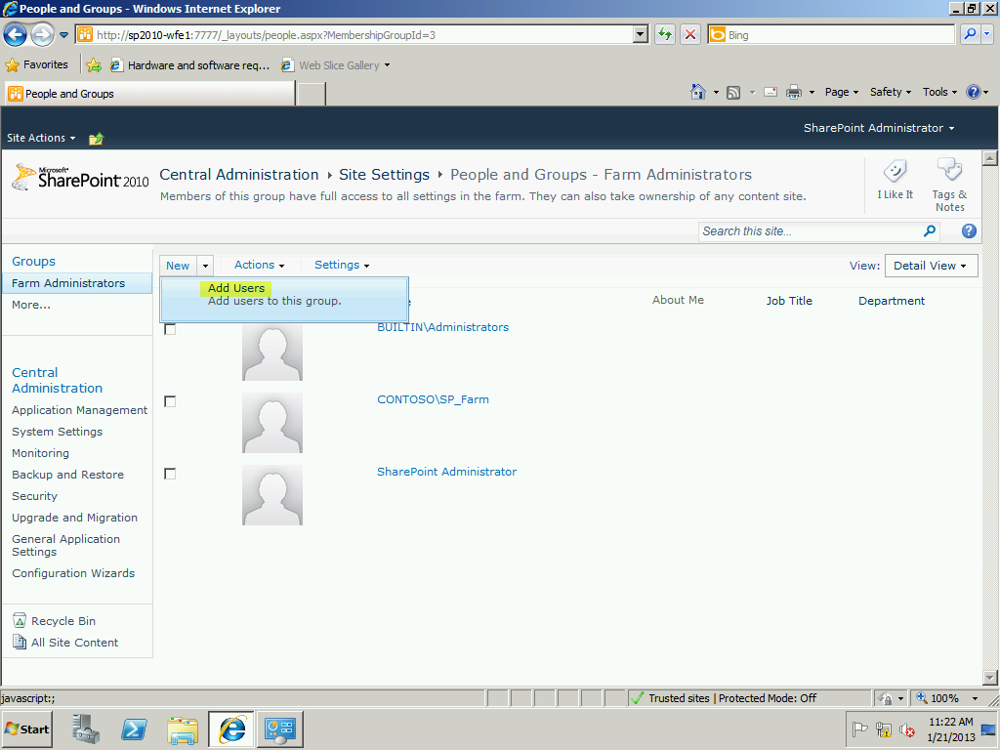 People and Groups - Windows Internet Explorer
http://sp2010-wfe1:7777/_layouts/people.aspx?MembershipGroupId=3
Bing
Favorites
Hardware and software req...
Web Slice Gallery
People and Groups
Page
Safety
Tools
Site Actions
SharePoint Administrator
Microsoft
SharePoint 2010
Central Administration
Site Settings
People and Groups - Farm Administrators
Members of this group have full access to all settings in the farm. They can also take ownership of any content site.
I Like It
Tags &
Notes
Search this site...
Groups
Farm Administrators
More...
Central
Administration
Application Management
System Settings
Monitoring
Backup and Restore
Security
Upgrade and Migration
General Application
Settings
Configuration Wizards
Recycle Bin
All Site Content
New
Actions
Settings
View:
Detail View
Add Users
Add users to this group.
About Me
Job Title
Department
BUILTIN\Administrators
CONTOSO\SP_Farm
SharePoint Administrator
javascript:;
Trusted sites | Protected Mode: Off
100%
Start
11:22 AM
1/21/2013